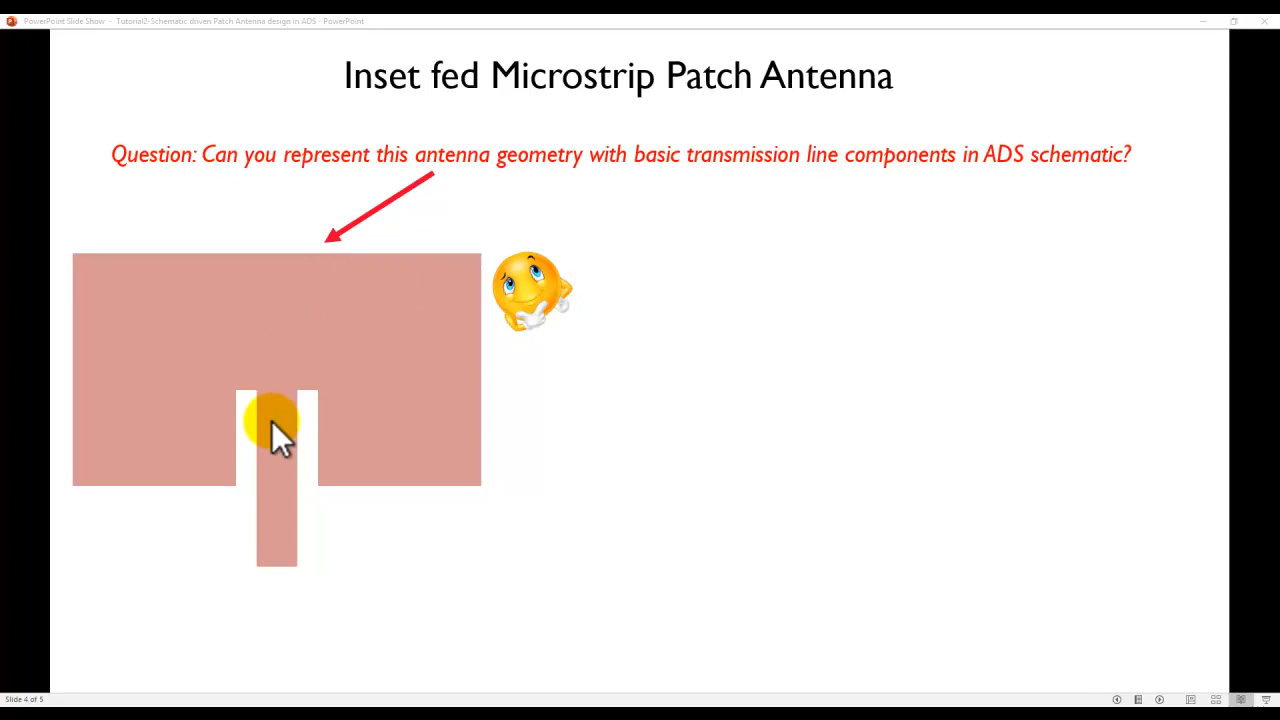 PowerPoint Slide Show - Tutorial2-Schematic driven Patch Antenna design in ADS - PowerPoint
Inset fed Microstrip Patch Antenna
Question: Can you represent this antenna geometry with basic transmission line components in ADS schematic?
Slide 4 of 5